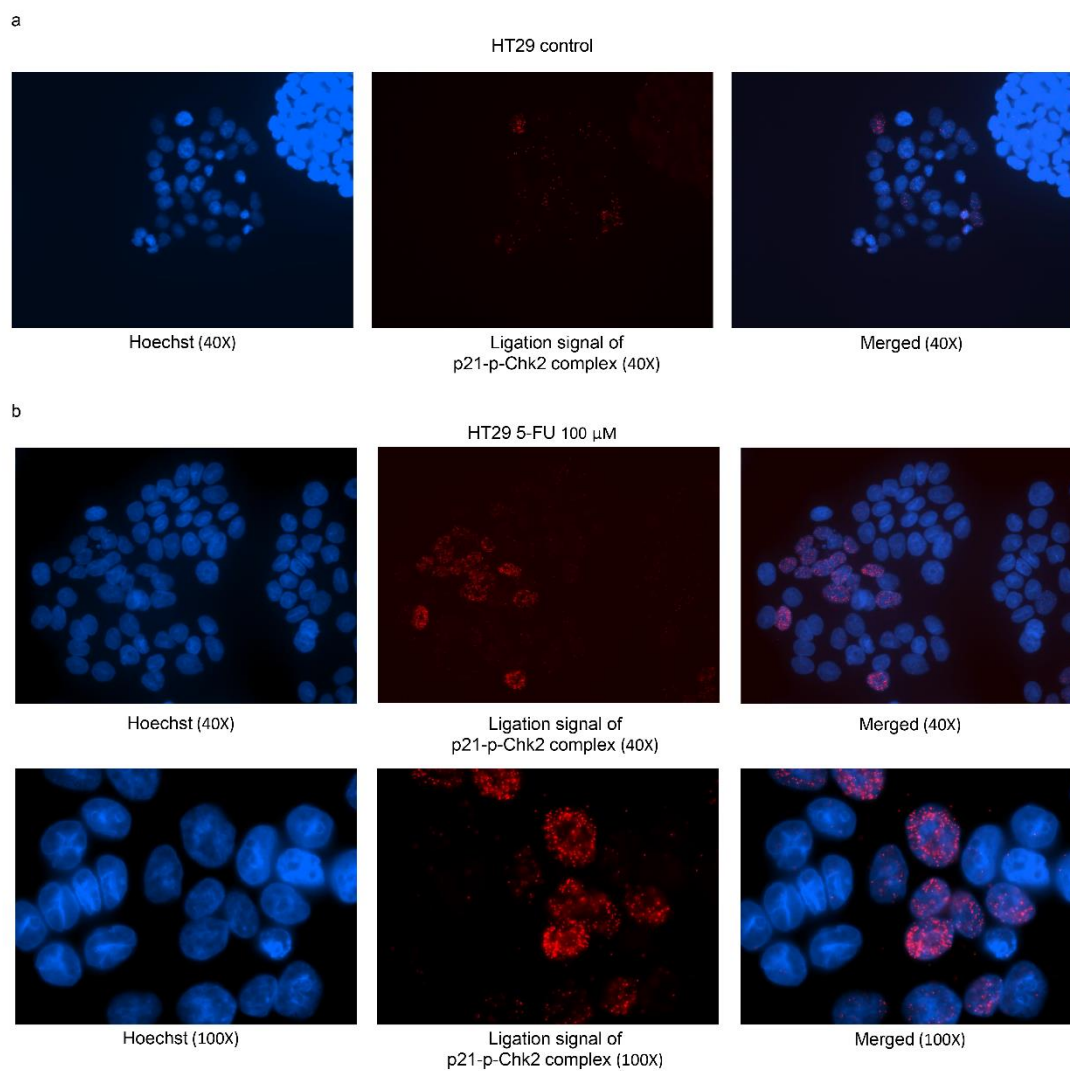 a
HT29 control
Hoechst (40X)
Ligation signal of
p21-p-Chk2 complex (40X)
Merged (40X)
b
HT29 5-FU 100 µM
Hoechst (40X)
Ligation signal of
p21-p-Chk2 complex (40X)
Merged (40X)
Hoechst (100X)
Ligation signal of
p21-p-Chk2 complex (100X)
Merged (100X)